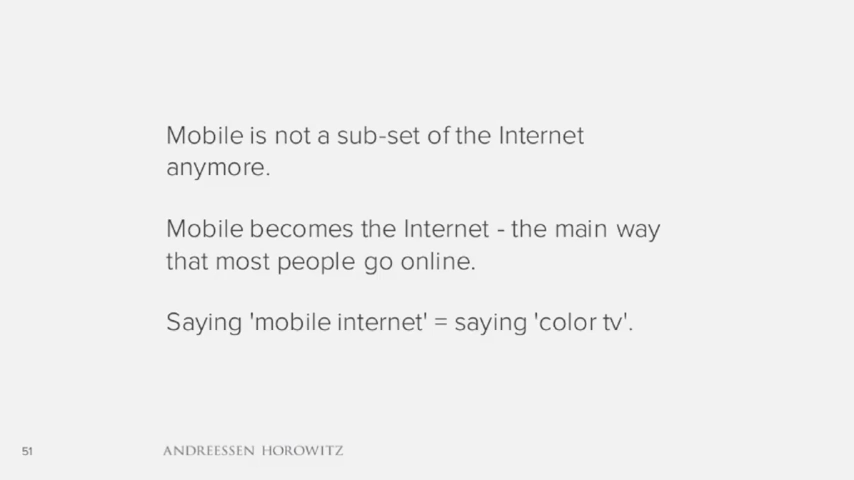 Mobile is not a sub-set of the Internet
anymore.
Mobile becomes the Internet - the main way
that most people go online.
Saying 'mobile internet' = saying 'color tv'.
51
ANDREESSEN HOROWITZ